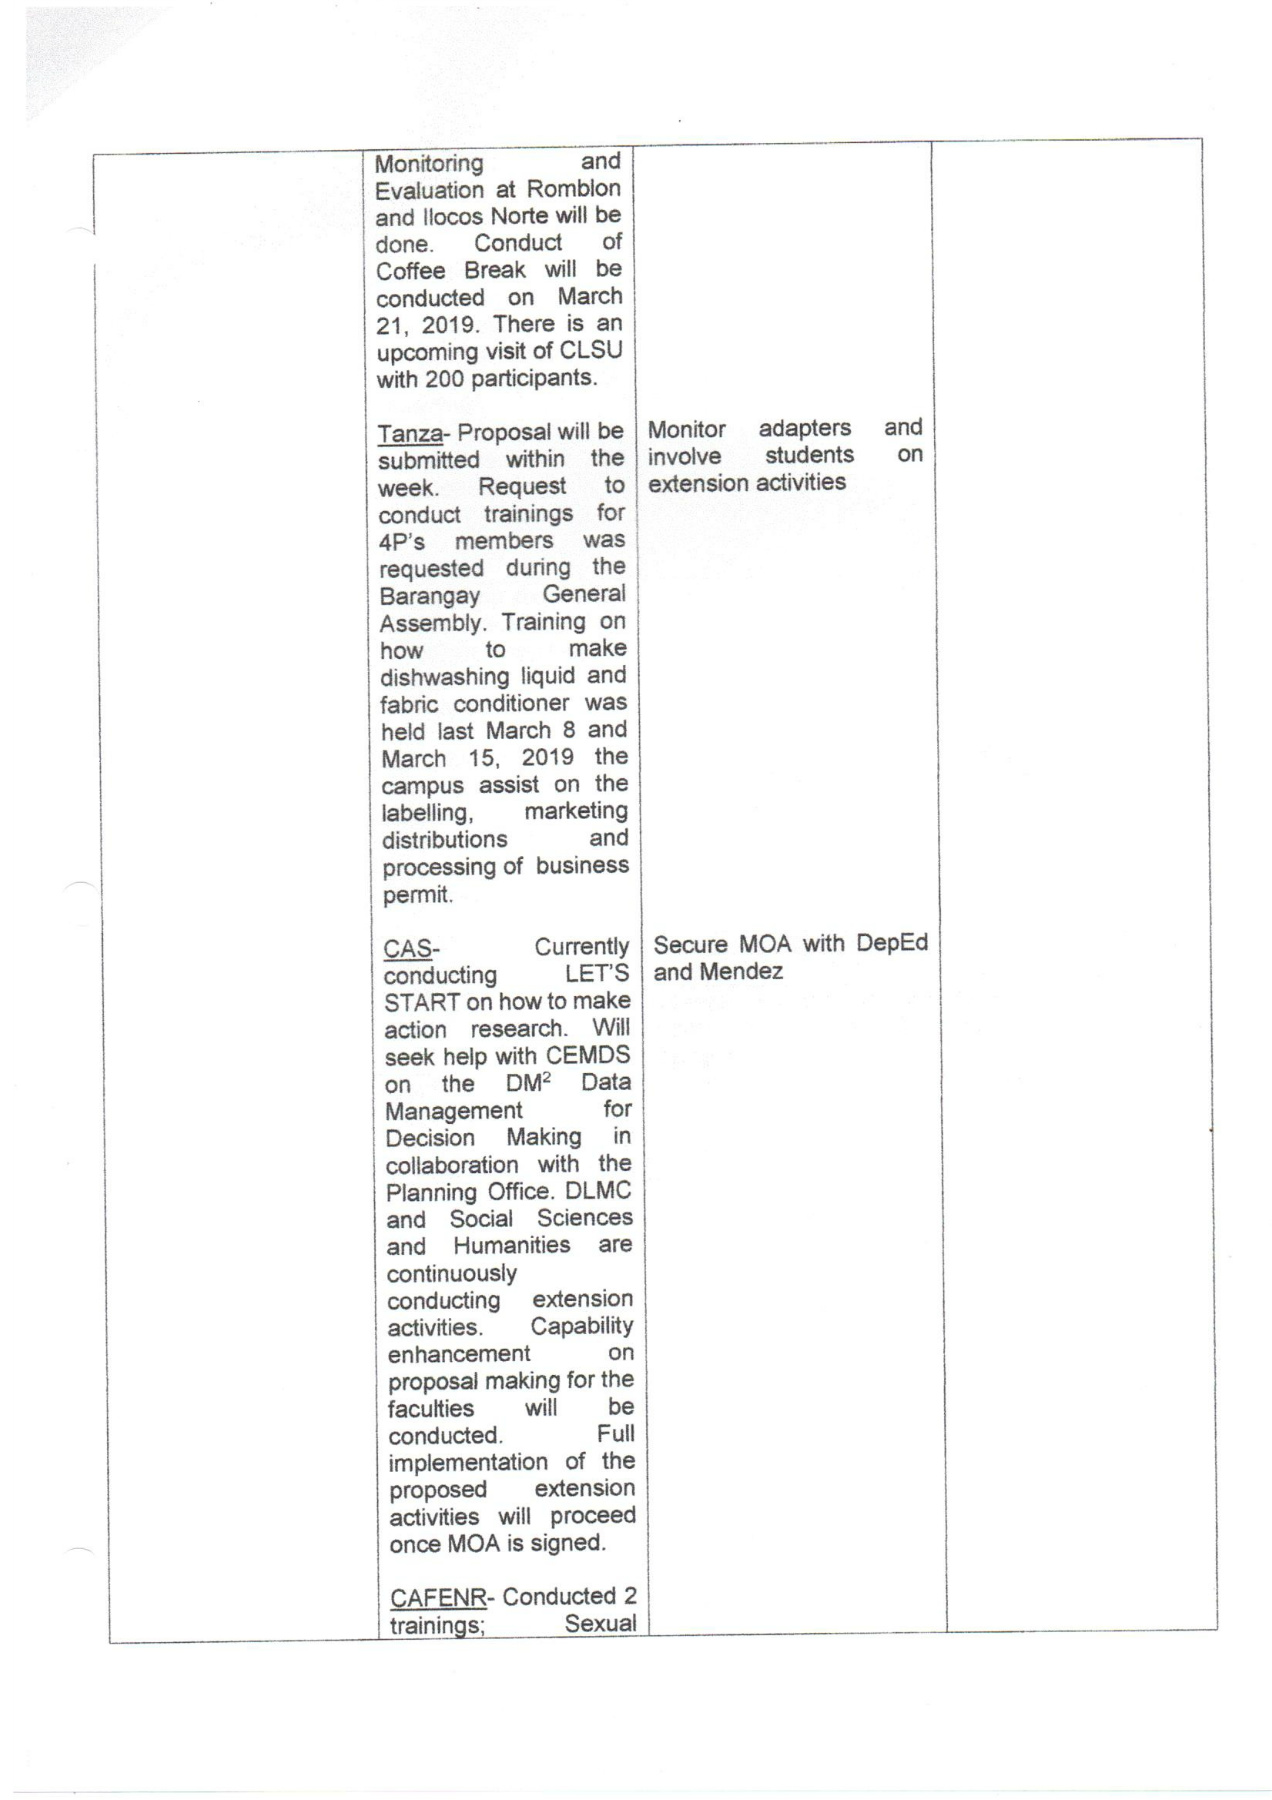 Monitoring and
Evaluation at Romblon
and Ilocos Norte will be
done. Conduct of
Coffee Break will be
conducted on March
21, 2019. There is an
upcoming visit of CLSU
with 200 participants.
Tanza- Proposal will be
submitted within the
week. Request to
conduct trainings for
4P's members was
requested during the
Barangay General
Assembly. Training on
how to make
dishwashing liquid and
fabric conditioner was
held last March 8 and
March 15, 2019 the
campus assist on the
labelling, marketing
distributions and
processing of business
permit.
Monitor adapters and
involve students on
extension activities
CAS- Currently
conducting LET'S
START on how to make
action research. Will
seek help with CEMDS
on the DM² Data
Management for
Decision Making in
collaboration with the
Planning Office. DLMC
and Social Sciences
and Humanities are
continuously
conducting extension
activities. Capability
enhancement on
proposal making for the
faculties will be
conducted. Full
implementation of the
proposed extension
activities will proceed
once MOA is signed.
Secure MOA with DepEd
and Mendez
CAFENR- Conducted 2
trainings; Sexual